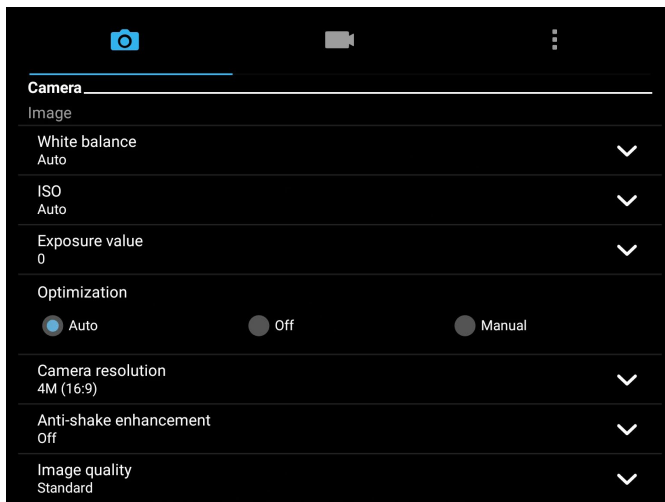 Camera
Image
White balance
Auto
ISO
Auto
Exposure value
0
Optimization
Auto Off Manual
Camera resolution
4M (16:9)
Anti-shake enhancement
Off
Image quality
Standard